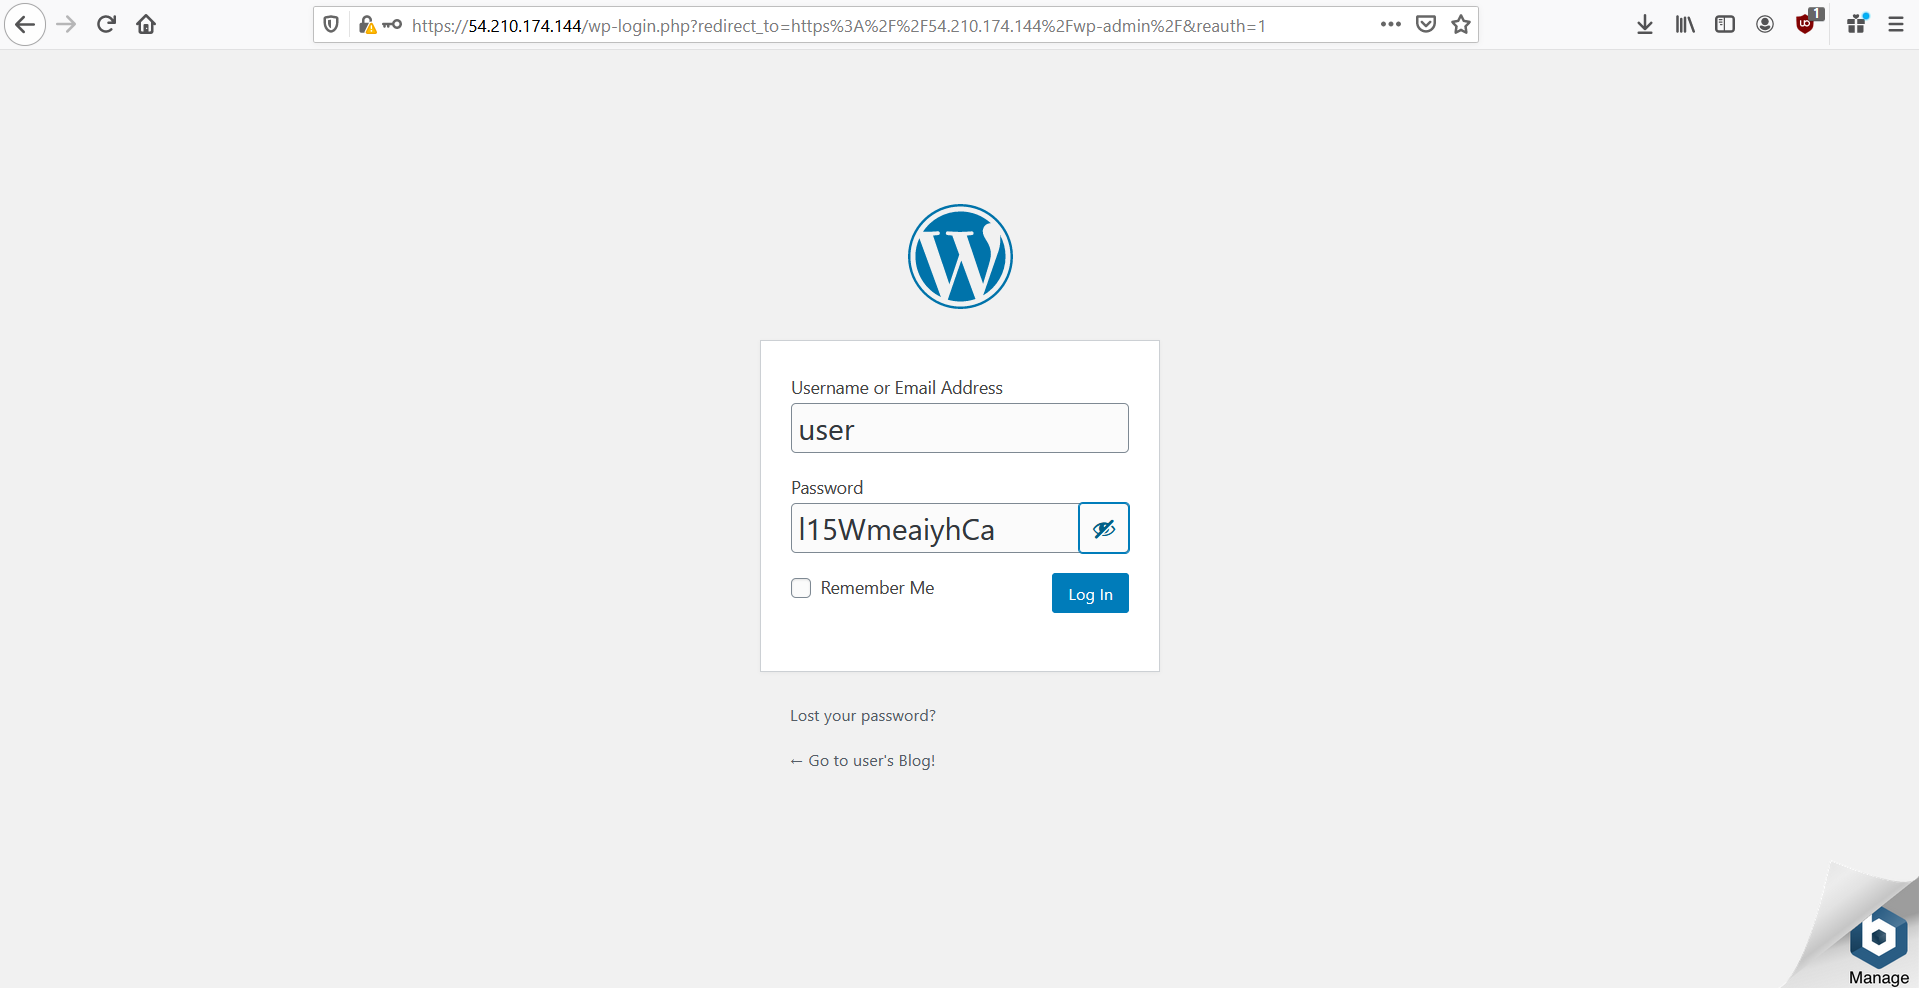 https://54.210.174.144/wp-login.php?redirect_to=https%3A%2F%2F54.210.174.144%2Fwp-admin%2F&reauth=1
1
Username or Email Address
user
Password
l15WmeaiyhCa
Remember Me
Log In
Lost your password?
← Go to user's Blog!
Manage